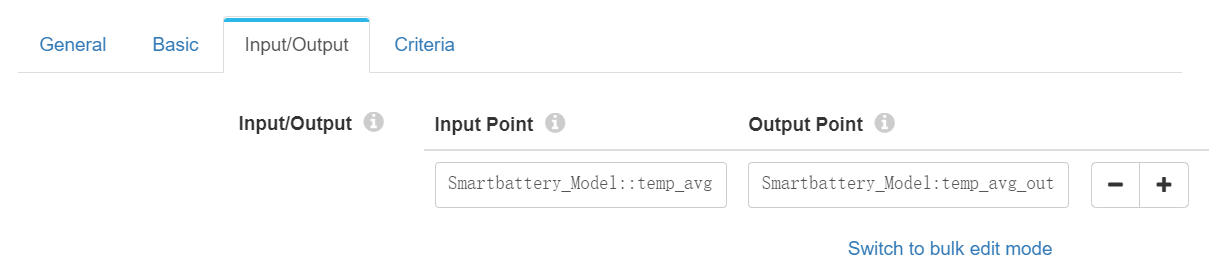 General Basic Input/Output Criteria
Input/Output Input Point Output Point
Smartbattery_Model::temp_avg Smartbattery_Model:temp_avg_out
Switch to bulk edit mode